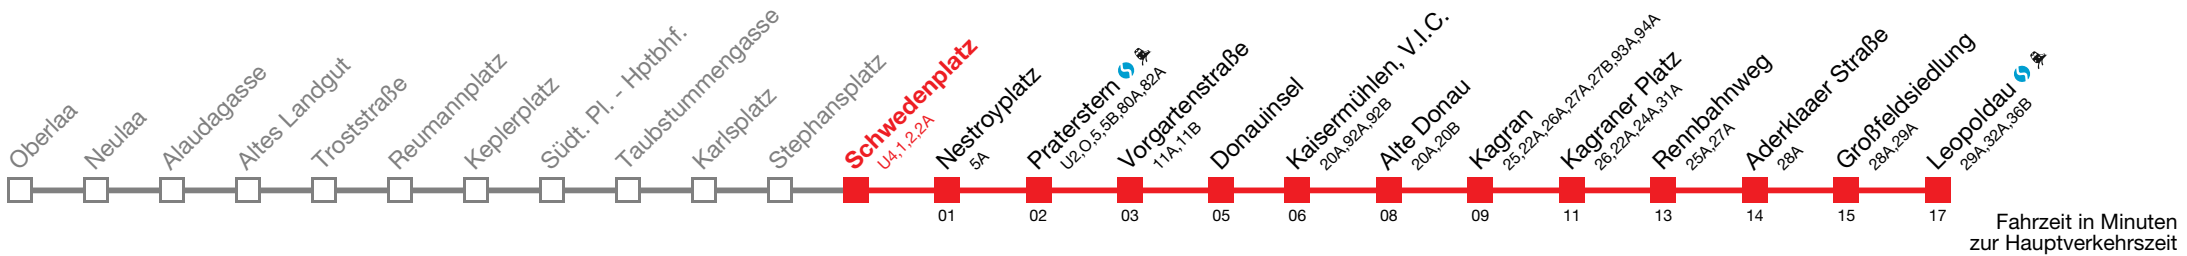 Oberlaa
Neulaa
Alaudagasse
Altes Landgut
Troststraße
Reumannplatz
Keplerplatz
Südt. Pl. - Hptbhf.
Taubstummengasse
Karlsplatz
Stephansplatz
Schwedenplatz
U4,1,2,2A
Nestroyplatz
5A
Praterstern
U2,O,5,5B,80A,82A
Vorgartenstraße
11A,11B
Donauinsel
Kaisermühlen, V.I.C.
20A,92A,92B
Alte Donau
20A,20B
Kagran
25,22A,26A,27A,27B,93A,94A
Kagraner Platz
26,22A,24A,31A
Rennbahnweg
25A,27A
Aderklaaer Straße
28A
Großfeldsiedlung
28A,29A
Leopoldau
29A,32A,36B
01
02
03
05
06
08
09
11
13
14
15
17
Fahrzeit in Minuten
zur Hauptverkehrszeit